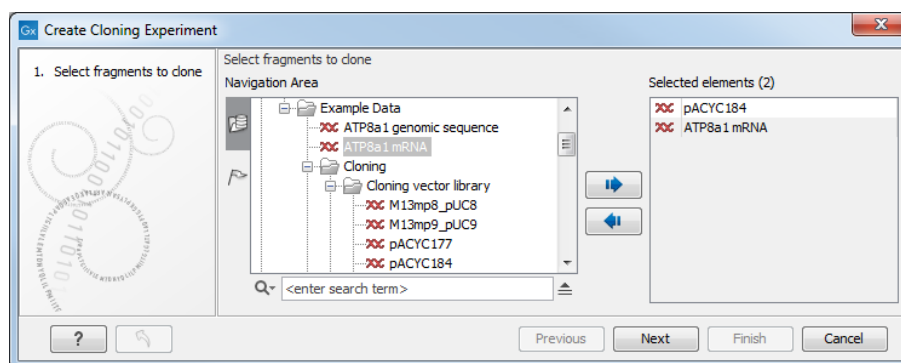 Gx Create Cloning Experiment
1. Select fragments to clone
Select fragments to clone
Navigation Area
Example Data
ATP8a1 genomic sequence
ATP8a1 mRNA
Cloning
Cloning vector library
M13mp8_pUC8
M13mp9_pUC9
pACYC177
pACYC184
<enter search term>
Selected elements (2)
pACYC184
ATP8a1 mRNA
?
Previous
Next
Finish
Cancel